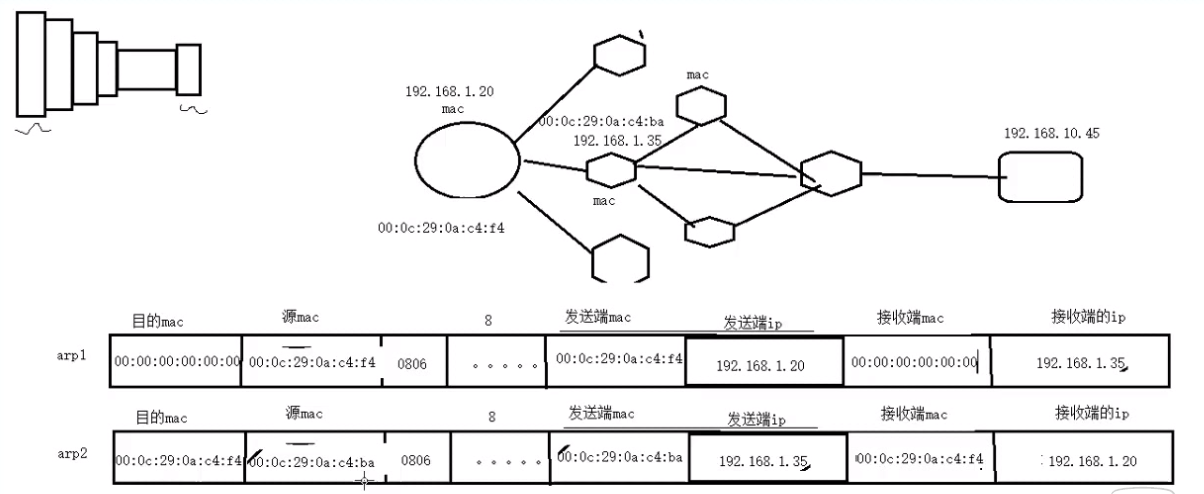 mac
192.168.1.20
mac
00:0c:29:0a:c4:ba
192.168.1.35
192.168.10.45
mac
00:0c:29:0a:c4:f4
目的mac 源mac 8 发送端mac 发送端ip 接收端mac 接收端的ip
arp1 00:00:00:00:00:00 00:0c:29:0a:c4:f4 0806 。。。。。 00:0c:29:0a:c4:f4 192.168.1.20 00:00:00:00:00:00 192.168.1.35
目的mac 源mac 8 发送端mac 发送端ip 接收端mac 接收端的ip
arp2 00:0c:29:0a:c4:f4 00:0c:29:0a:c4:ba 0806 。。。。。 00:0c:29:0a:c4:ba 192.168.1.35 00:0c:29:0a:c4:f4 192.168.1.20